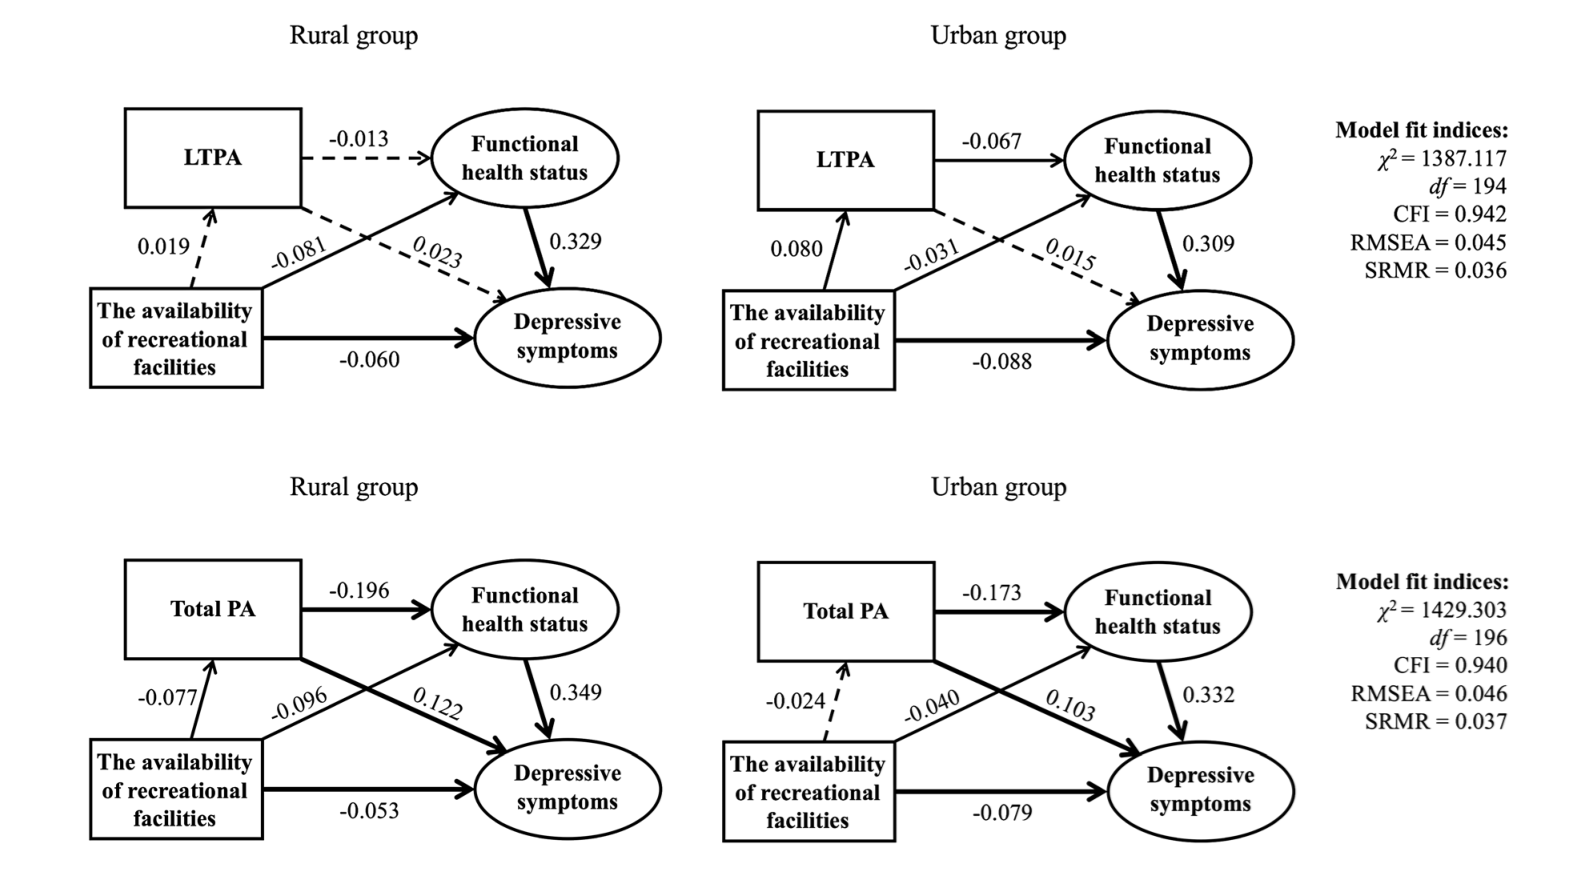 Rural group
LTPA
-0.013
Functional
health status
0.019
-0.081
0.023
0.329
The availability
of recreational
facilities
-0.060
Depressive
symptoms
Urban group
LTPA
-0.067
Functional
health status
0.080
-0.031
0.015
0.309
The availability
of recreational
facilities
-0.088
Depressive
symptoms
Model fit indices:
χ² = 1387.117
df = 194
CFI = 0.942
RMSEA = 0.045
SRMR = 0.036
Rural group
Total PA
-0.196
Functional
health status
-0.077
-0.096
0.122
0.349
The availability
of recreational
facilities
-0.053
Depressive
symptoms
Urban group
Total PA
-0.173
Functional
health status
-0.024
-0.040
0.103
0.332
The availability
of recreational
facilities
-0.079
Depressive
symptoms
Model fit indices:
χ² = 1429.303
df = 196
CFI = 0.940
RMSEA = 0.046
SRMR = 0.037